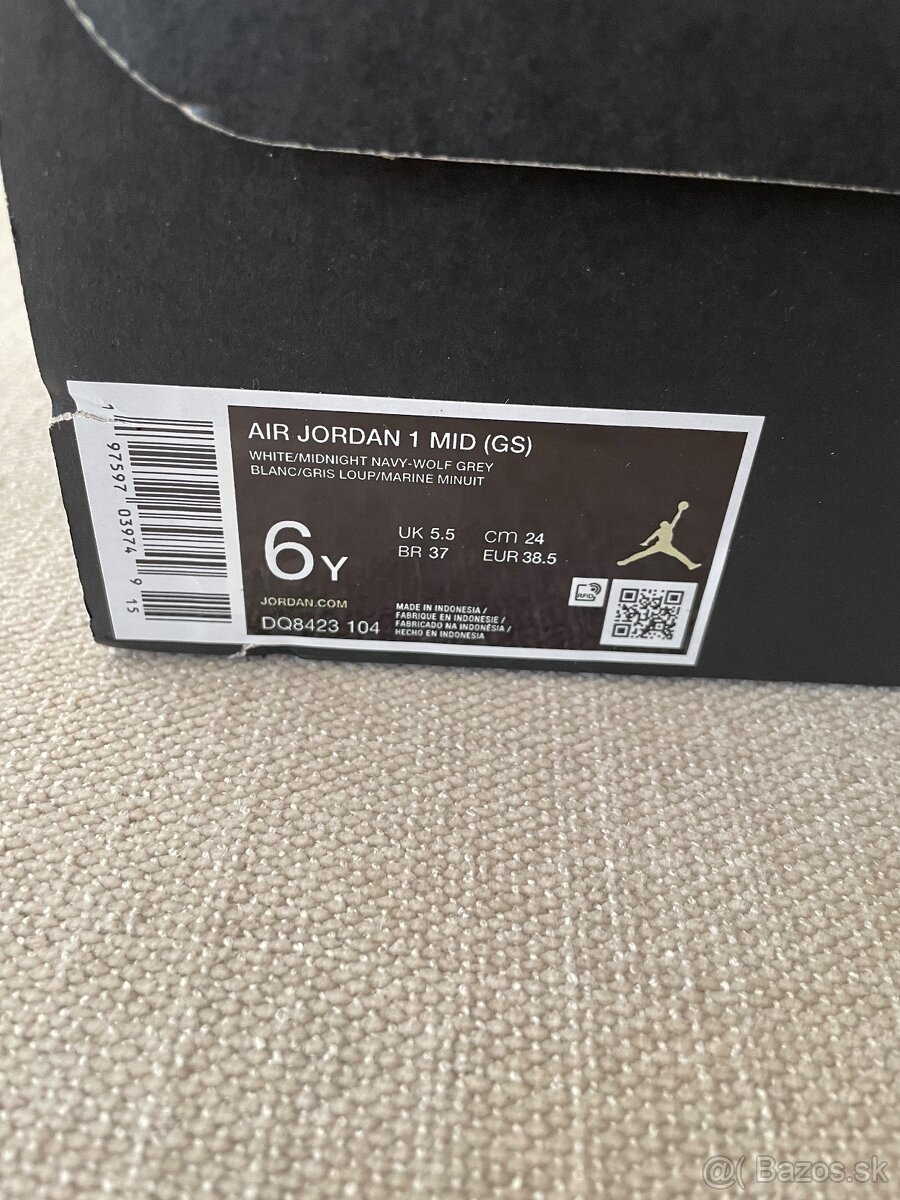 AIR JORDAN 1 MID (GS)
WHITE/MIDNIGHT NAVY-WOLF GREY
BLANC/GRIS LOUP/MARINE MINUIT
6Y
UK 5.5 cm 24
BR 37 EUR 38.5
JORDAN.COM
DQ8423 104
MADE IN INDONESIA /
FABRIQUE EN INDONESIE /
FABRICADO NA INDONÉSIA /
HECHO EN INDONESIA
RFID
1 97597 03974 9 15
@( Bazos.sk